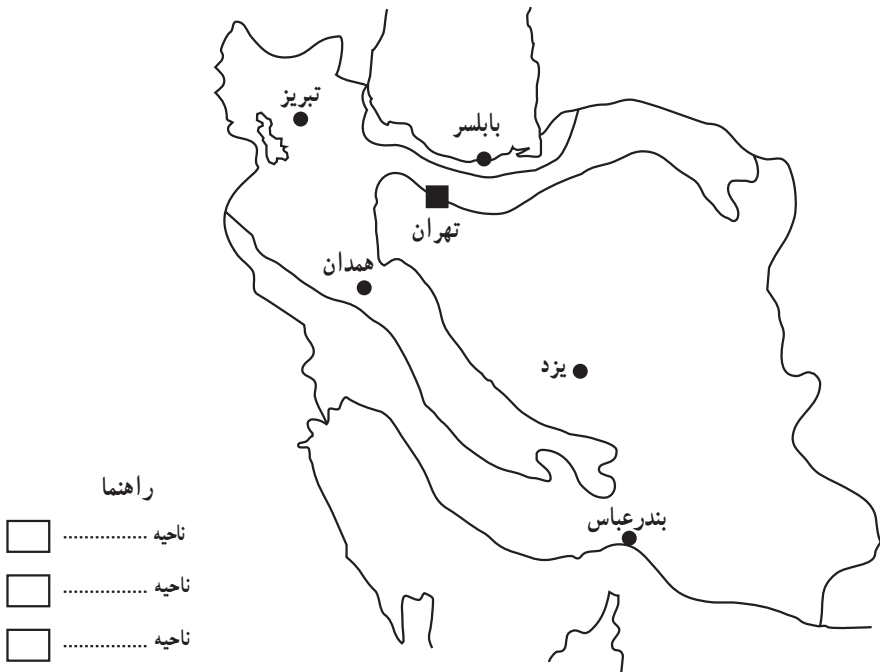 تبریز
بابلسر
تهران
همدان
یزد
بندرعباس
راهنما
ناحیه ..............
ناحیه ..............
ناحیه ..............